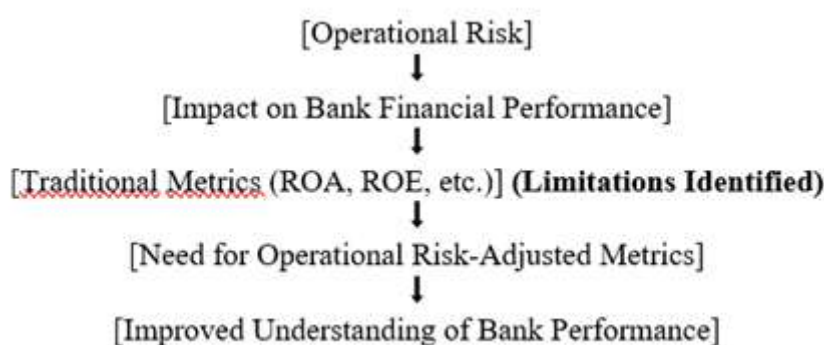 [Operational Risk]
[Impact on Bank Financial Performance]
[Traditional Metrics (ROA, ROE, etc.)] (Limitations Identified)
[Need for Operational Risk-Adjusted Metrics]
[Improved Understanding of Bank Performance]